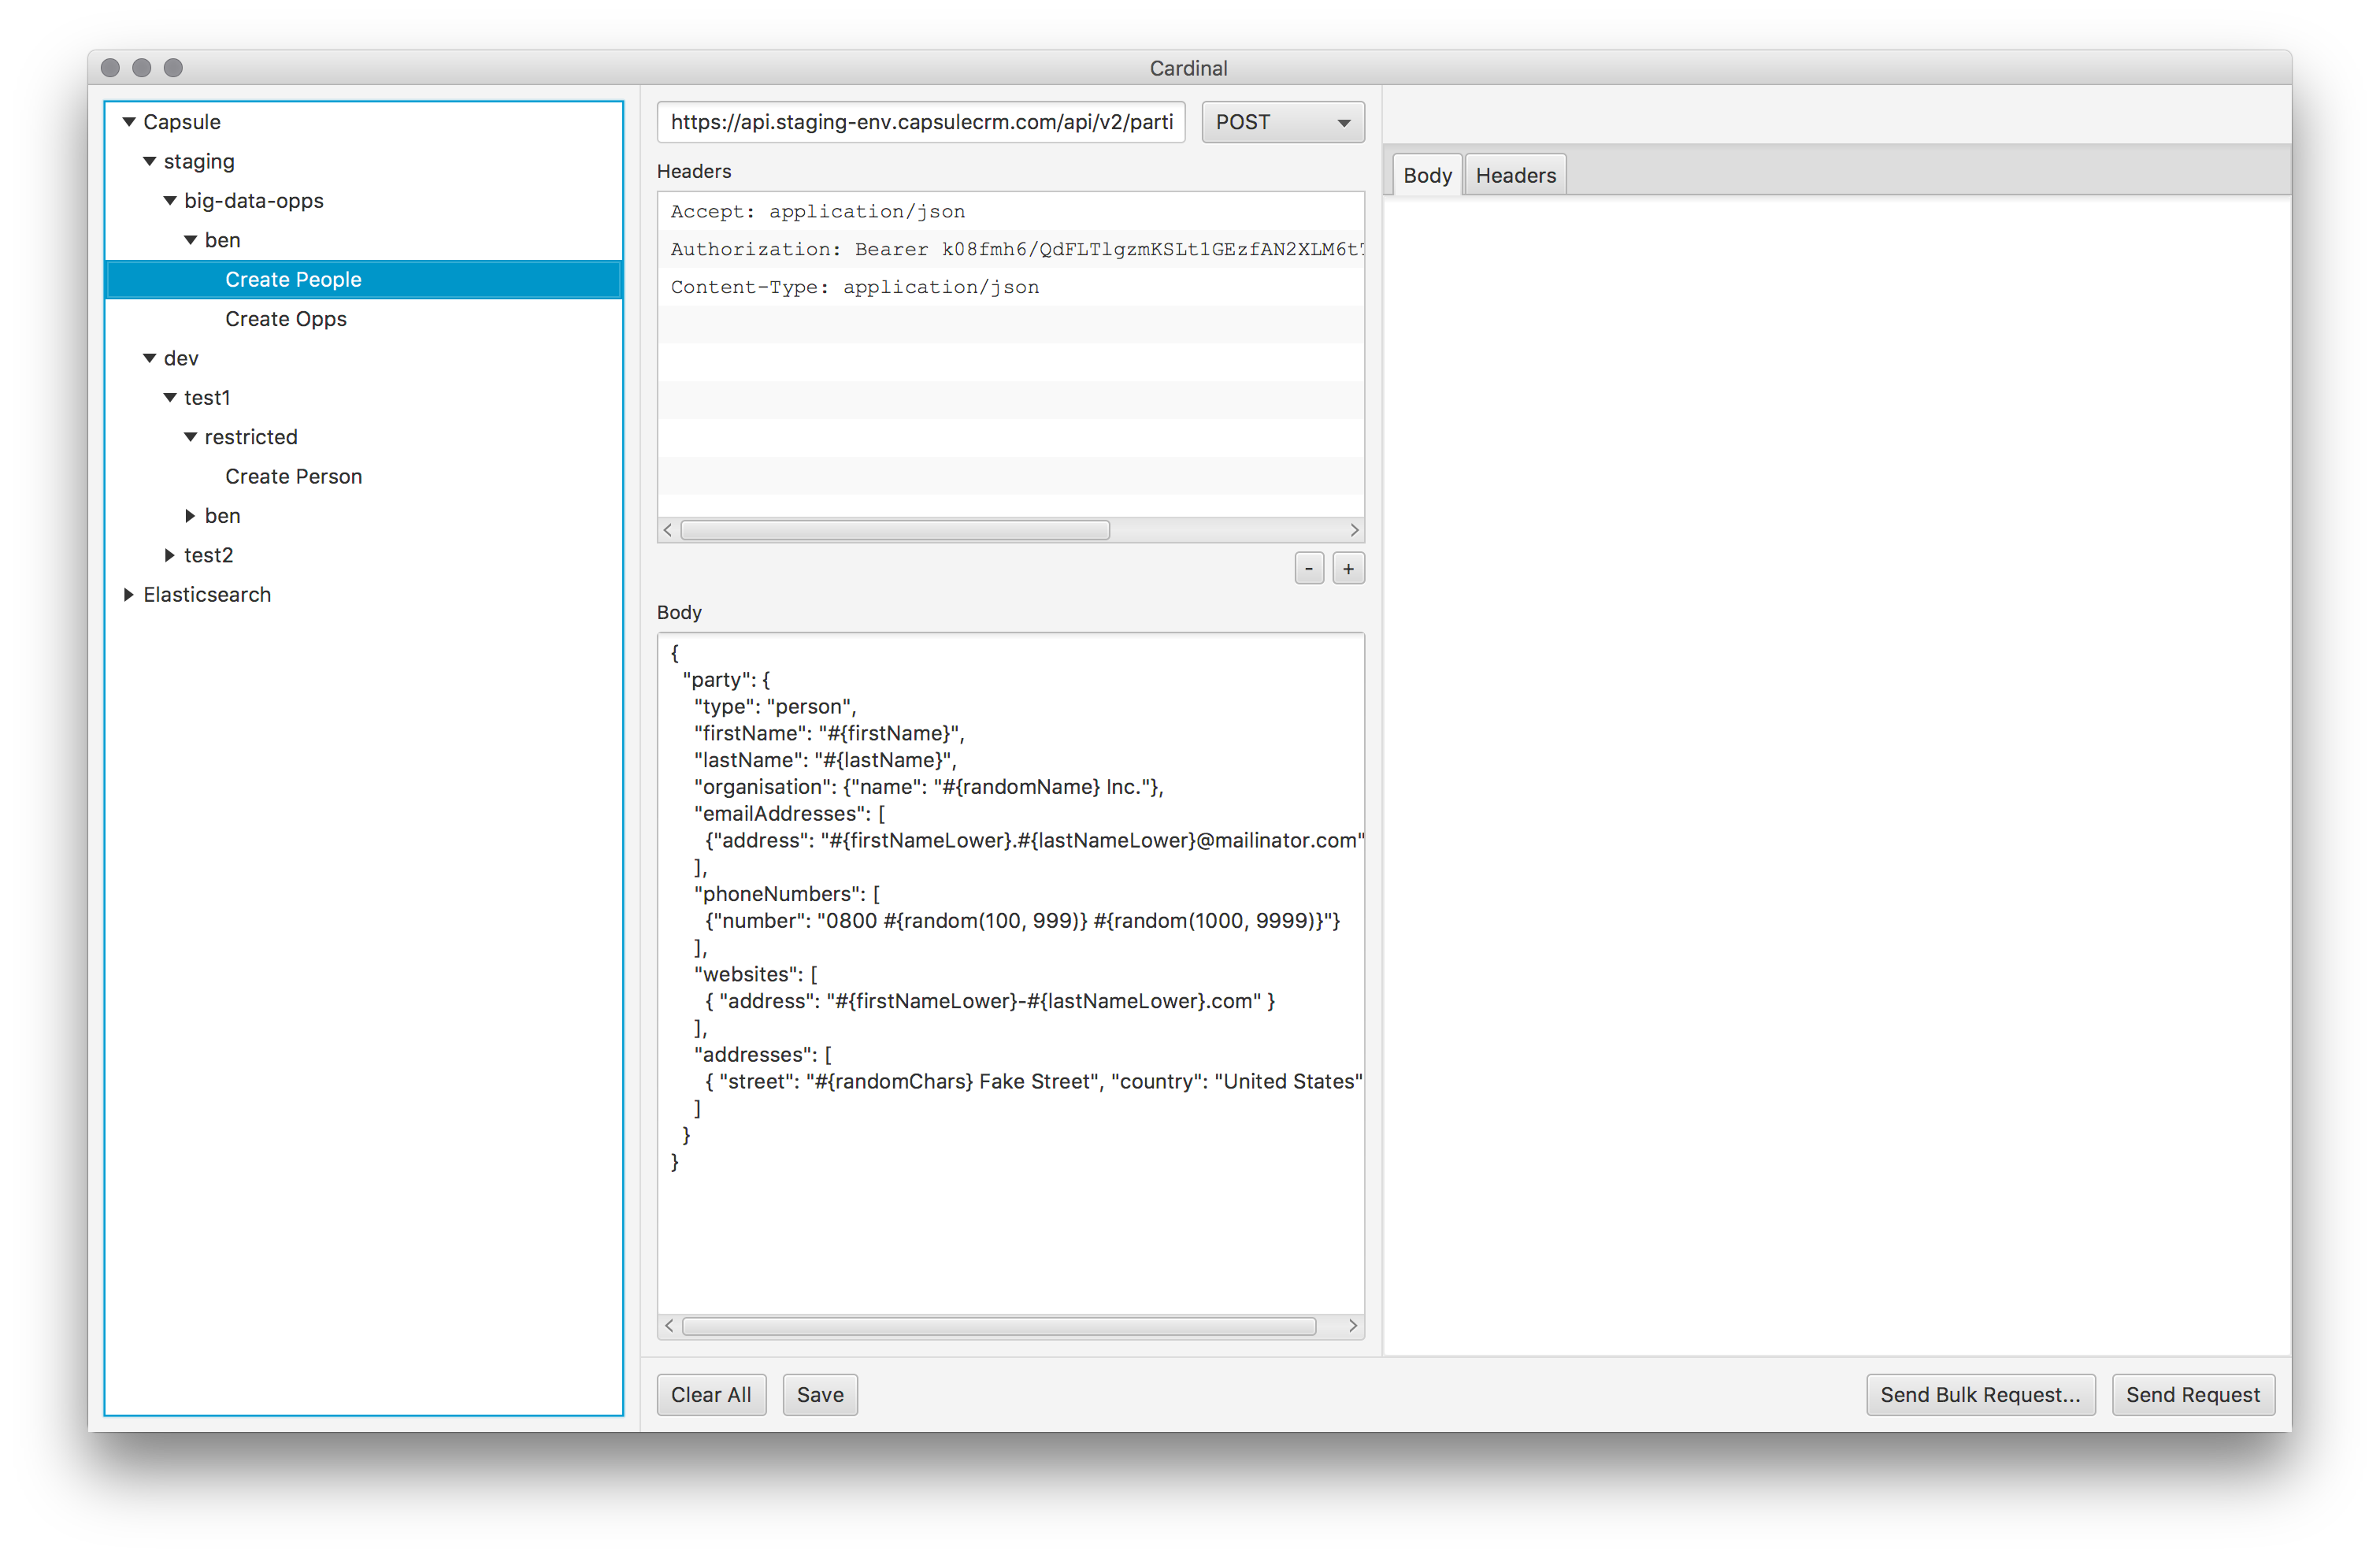 Cardinal
Capsule
staging
big-data-opps
ben
Create People
Create Opps
dev
test1
restricted
Create Person
ben
test2
Elasticsearch
https://api.staging-env.capsulecrm.com/api/v2/parti
POST
Headers
Accept: application/json
Authorization: Bearer k08fmh6/QdFLTlgzmKSLt1GEzfAN2XLM6t
Content-Type: application/json
-
+
Body
{
"party": {
"type": "person",
"firstName": "#{firstName}",
"lastName": "#{lastName}",
"organisation": {"name": "#{randomName} Inc."},
"emailAddresses": [
{"address": "#{firstNameLower}.#{lastNameLower}@mailinator.com"
],
"phoneNumbers": [
{"number": "0800 #{random(100, 999)} #{random(1000, 9999)}"}
],
"websites": [
{ "address": "#{firstNameLower}-#{lastNameLower}.com" }
],
"addresses": [
{ "street": "#{randomChars} Fake Street", "country": "United States"
]
}
}
Clear All
Save
Body
Headers
Send Bulk Request...
Send Request